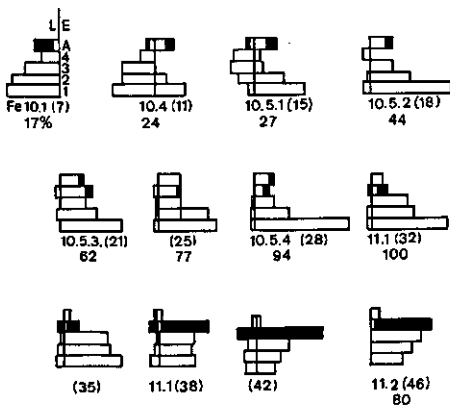 L E
A
4
3
2
1
Fe 10.1 (7) 10.4 (11) 10.5.1 (15) 10.5.2 (18)
17% 24 27 44
10.5.3. (21) (25) 10.5.4 (28) 11.1 (32)
62 77 94 100
(35) 11.1 (38) (42) 11.2 (46)
80